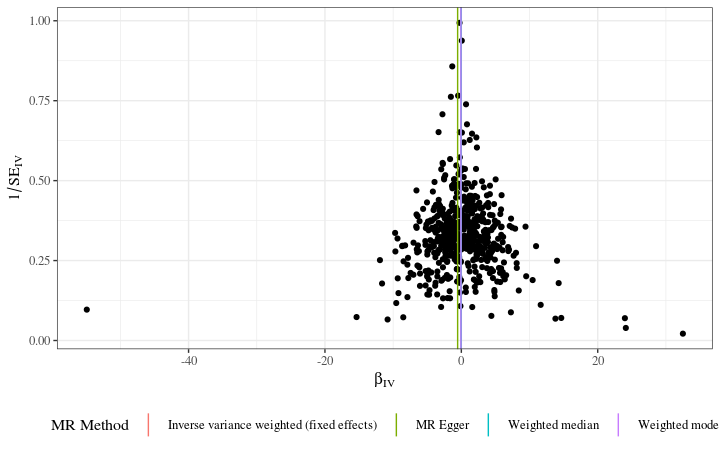 1.00
0.75
0.50
0.25
0.00
1/SE_IV
-40
-20
0
20
β_IV
MR Method
Inverse variance weighted (fixed effects)
MR Egger
Weighted median
Weighted mode